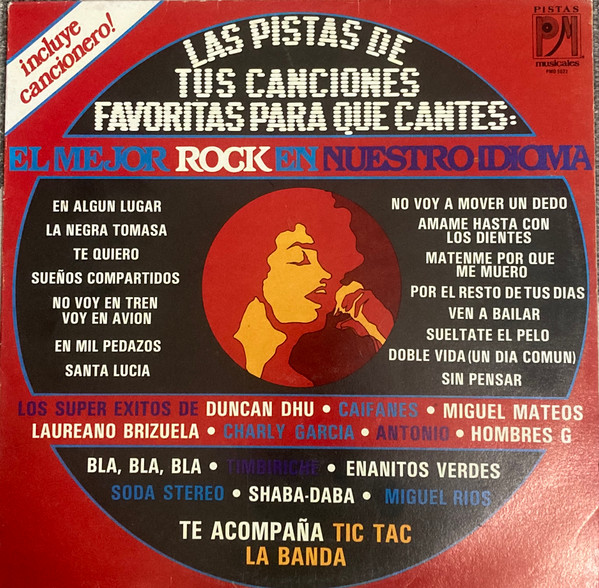 incluye
cancionero!
PISTAS
PM
musicales
LAS PISTAS DE
TUS CANCIONES
FAVORITAS PARA QUE CANTES:
EL MEJOR ROCK EN NUESTRO IDIOMA
EN ALGUN LUGAR
LA NEGRA TOMASA
TE QUIERO
SUEÑOS COMPARTIDOS
NO VOY EN TREN
VOY EN AVION
EN MIL PEDAZOS
SANTA LUCIA
NO VOY A MOVER UN DEDO
AMAME HASTA CON
LOS DIENTES
MATENME POR QUE
ME MUERO
POR EL RESTO DE TUS DIAS
VEN A BAILAR
SUELTATE EL PELO
DOBLE VIDA (UN DIA COMUN)
SIN PENSAR
LOS SUPER EXITOS DE DUNCAN DHU • CAIFANES • MIGUEL MATEOS
LAUREANO BRIZUELA • CHARLY GARCIA • ANTONIO • HOMBRES G
BLA, BLA, BLA • TIMBIRICHE • ENANITOS VERDES
SODA STEREO • SHABA-DABA • MIGUEL RIOS
TE ACOMPAÑA TIC TAC
LA BANDA